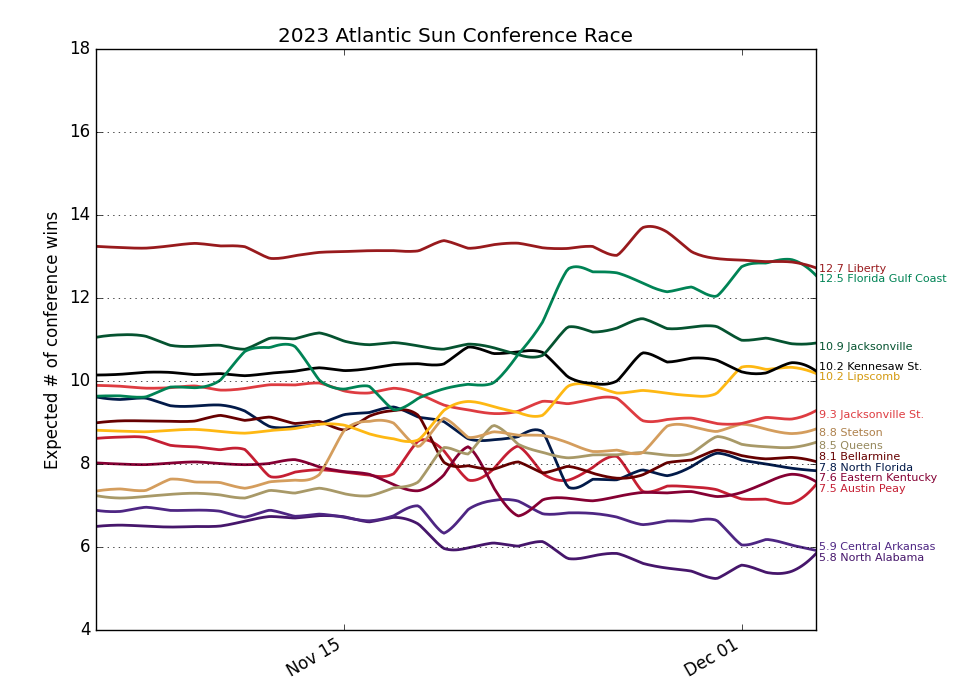 2023 Atlantic Sun Conference Race
Expected # of conference wins
18
16
14
12
10
8
6
4
Nov 15
Dec 01
12.7 Liberty
12.5 Florida Gulf Coast
10.9 Jacksonville
10.2 Kennesaw St.
10.2 Lipscomb
9.3 Jacksonville St.
8.8 Stetson
8.5 Queens
8.1 Bellarmine
7.8 North Florida
7.6 Eastern Kentucky
7.5 Austin Peay
5.9 Central Arkansas
5.8 North Alabama